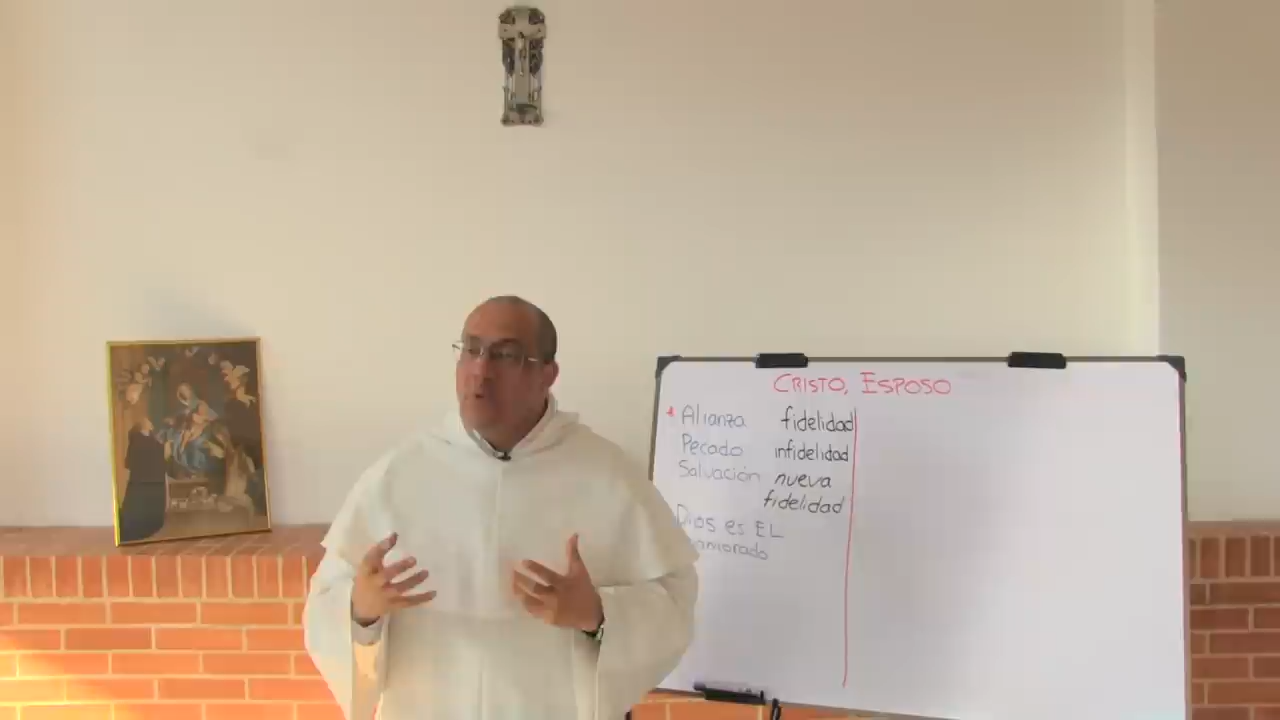 CRISTO, ESPOSO
* Alianza fidelidad
Pecado infidelidad
Salvación nueva
fidelidad
Dios es EL